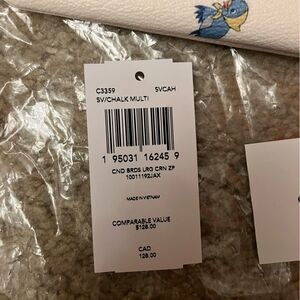 C3359 SVCAH
SV/CHALK MULTI
1 95031 16245 9
CND BRDS LRG CRN ZP
10011192JAX
MADE IN VIETNAM
COMPARABLE VALUE
$128.00
CAD
128.00